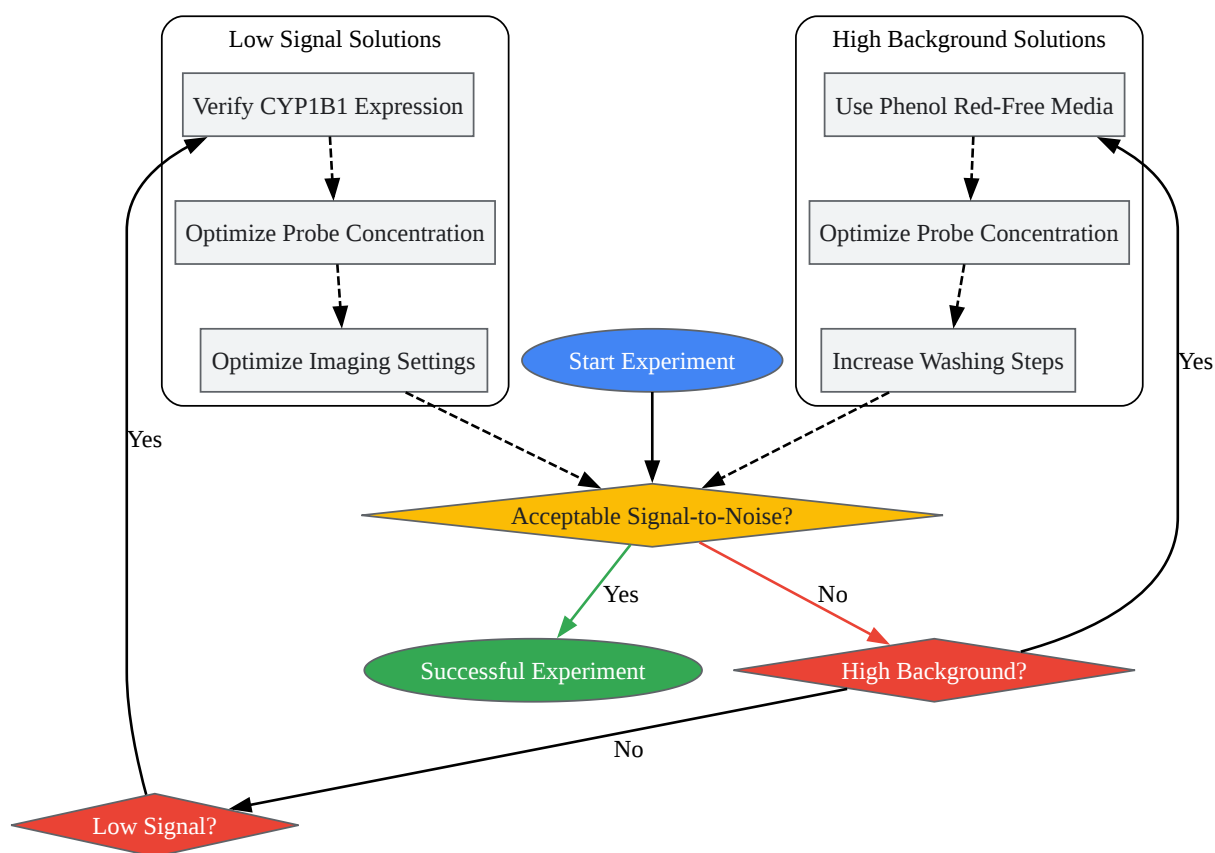 Low Signal Solutions
High Background Solutions
Verify CYP1B1 Expression
Use Phenol Red-Free Media
Optimize Probe Concentration
Optimize Probe Concentration
Optimize Imaging Settings
Start Experiment
Increase Washing Steps
Yes
Yes
Acceptable Signal-to-Noise?
Yes
No
Successful Experiment
High Background?
No
Low Signal?